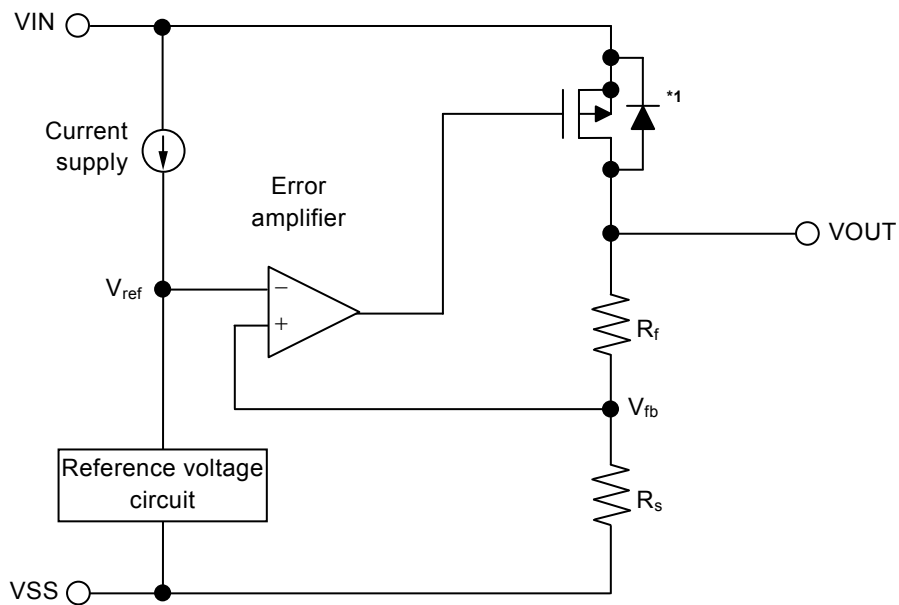 VIN
*1
Current
supply
Error
amplifier
VOUT
Vref
−
+
Rf
Vfb
Reference voltage
circuit
Rs
VSS